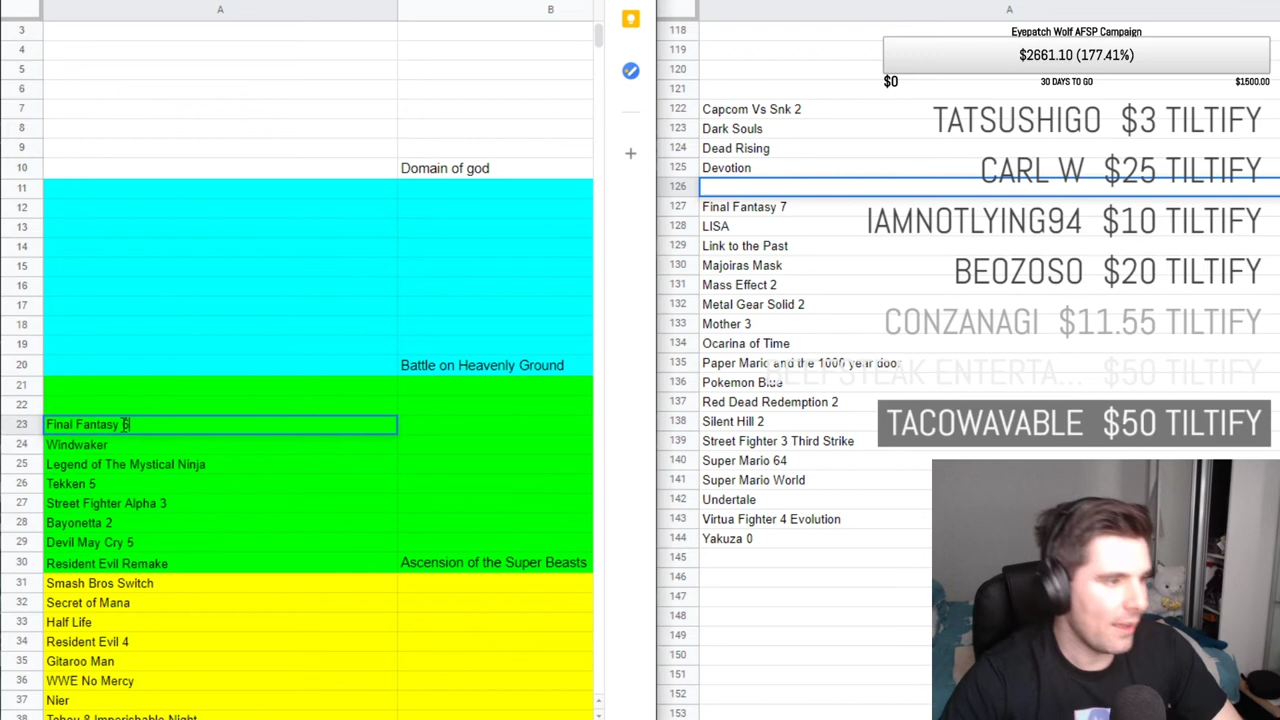 A B
3
4
5
6
7
8
9
10 Domain of god
11
12
13
14
15
16
17
18
19
20 Battle on Heavenly Ground
21
22
23 Final Fantasy 6
24 Windwaker
25 Legend of The Mystical Ninja
26 Tekken 5
27 Street Fighter Alpha 3
28 Bayonetta 2
29 Devil May Cry 5
30 Resident Evil Remake Ascension of the Super Beasts
31 Smash Bros Switch
32 Secret of Mana
33 Half Life
34 Resident Evil 4
35 Gitaroo Man
36 WWE No Mercy
37 Nier
38 Tohou 8 Imperishable Night
A
118
119
120
121
122 Capcom Vs Snk 2
123 Dark Souls
124 Dead Rising
125 Devotion
126
127 Final Fantasy 7
128 LISA
129 Link to the Past
130 Majoiras Mask
131 Mass Effect 2
132 Metal Gear Solid 2
133 Mother 3
134 Ocarina of Time
135 Paper Mario and the 1000 year door
136 Pokemon Blue
137 Red Dead Redemption 2
138 Silent Hill 2
139 Street Fighter 3 Third Strike
140 Super Mario 64
141 Super Mario World
142 Undertale
143 Virtua Fighter 4 Evolution
144 Yakuza 0
145
146
147
148
149
150
151
152
153
Eyepatch Wolf AFSP Campaign
$2661.10 (177.41%)
$0 30 DAYS TO GO $1500.00
TATSUSHIGO $3 TILTIFY
CARL W $25 TILTIFY
IAMNOTLYING94 $10 TILTIFY
BEOZOSO $20 TILTIFY
CONZANAGI $11.55 TILTIFY
BEEFSTEAK ENTERTA... $50 TILTIFY
TACOWAVABLE $50 TILTIFY